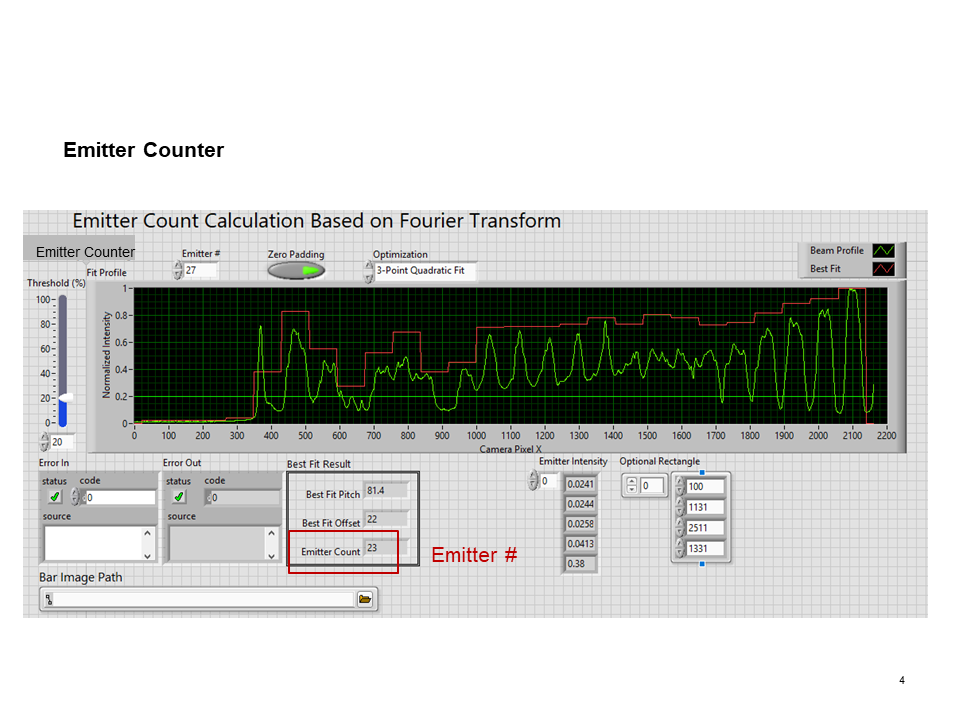 Emitter Counter
Emitter Count Calculation Based on Fourier Transform
Emitter Counter
Emitter #
27
Zero Padding
Optimization
3-Point Quadratic Fit
Beam Profile
Best Fit
Fit Profile
Threshold (%)
100
80
60
40
20
0
20
Normalized Intensity
1
0.8
0.6
0.4
0.2
0
0 100 200 300 400 500 600 700 800 900 1000 1100 1200 1300 1400 1500 1600 1700 1800 1900 2000 2100 2200
Camera Pixel X
Error In
status code
0
source
Error Out
status code
0
source
Best Fit Result
Best Fit Pitch 81.4
Best Fit Offset 22
Emitter Count 23
Emitter #
Emitter Intensity
0
0.0241
0.0244
0.0258
0.0413
0.38
Optional Rectangle
0
100
1131
2511
1331
Bar Image Path
4